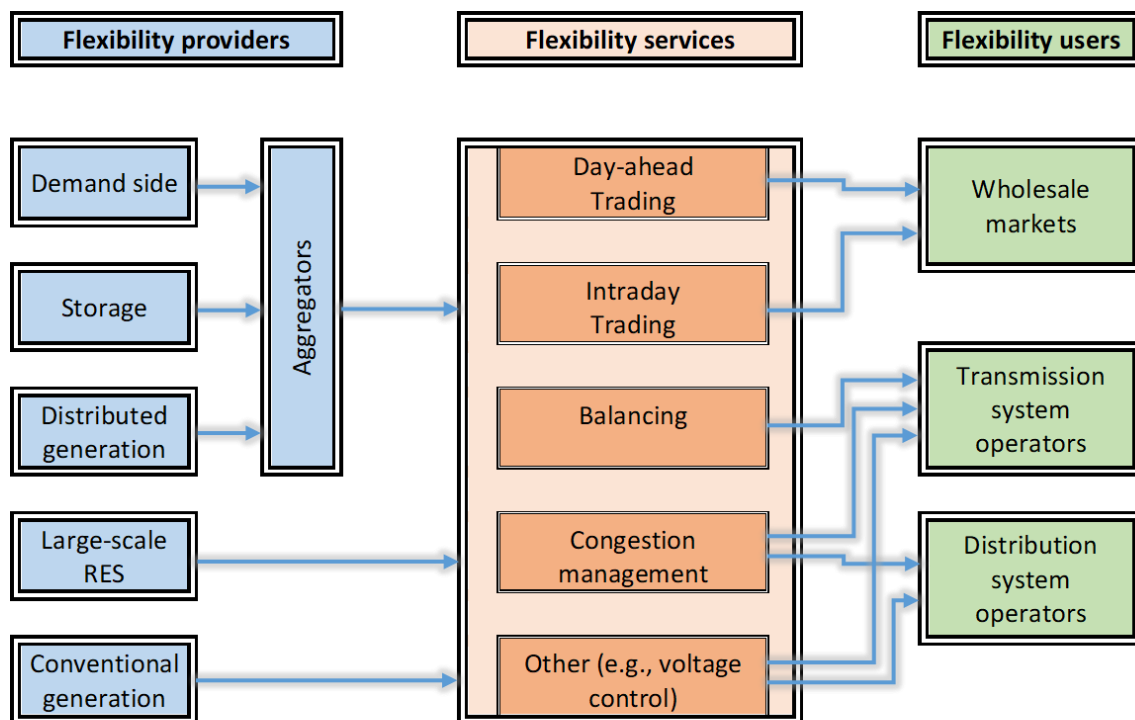 Flexibility providers
Flexibility services
Flexibility users
Demand side
Storage
Distributed
generation
Large-scale
RES
Conventional
generation
Aggregators
Day-ahead
Trading
Intraday
Trading
Balancing
Congestion
management
Other (e.g., voltage
control)
Wholesale
markets
Transmission
system
operators
Distribution
system
operators